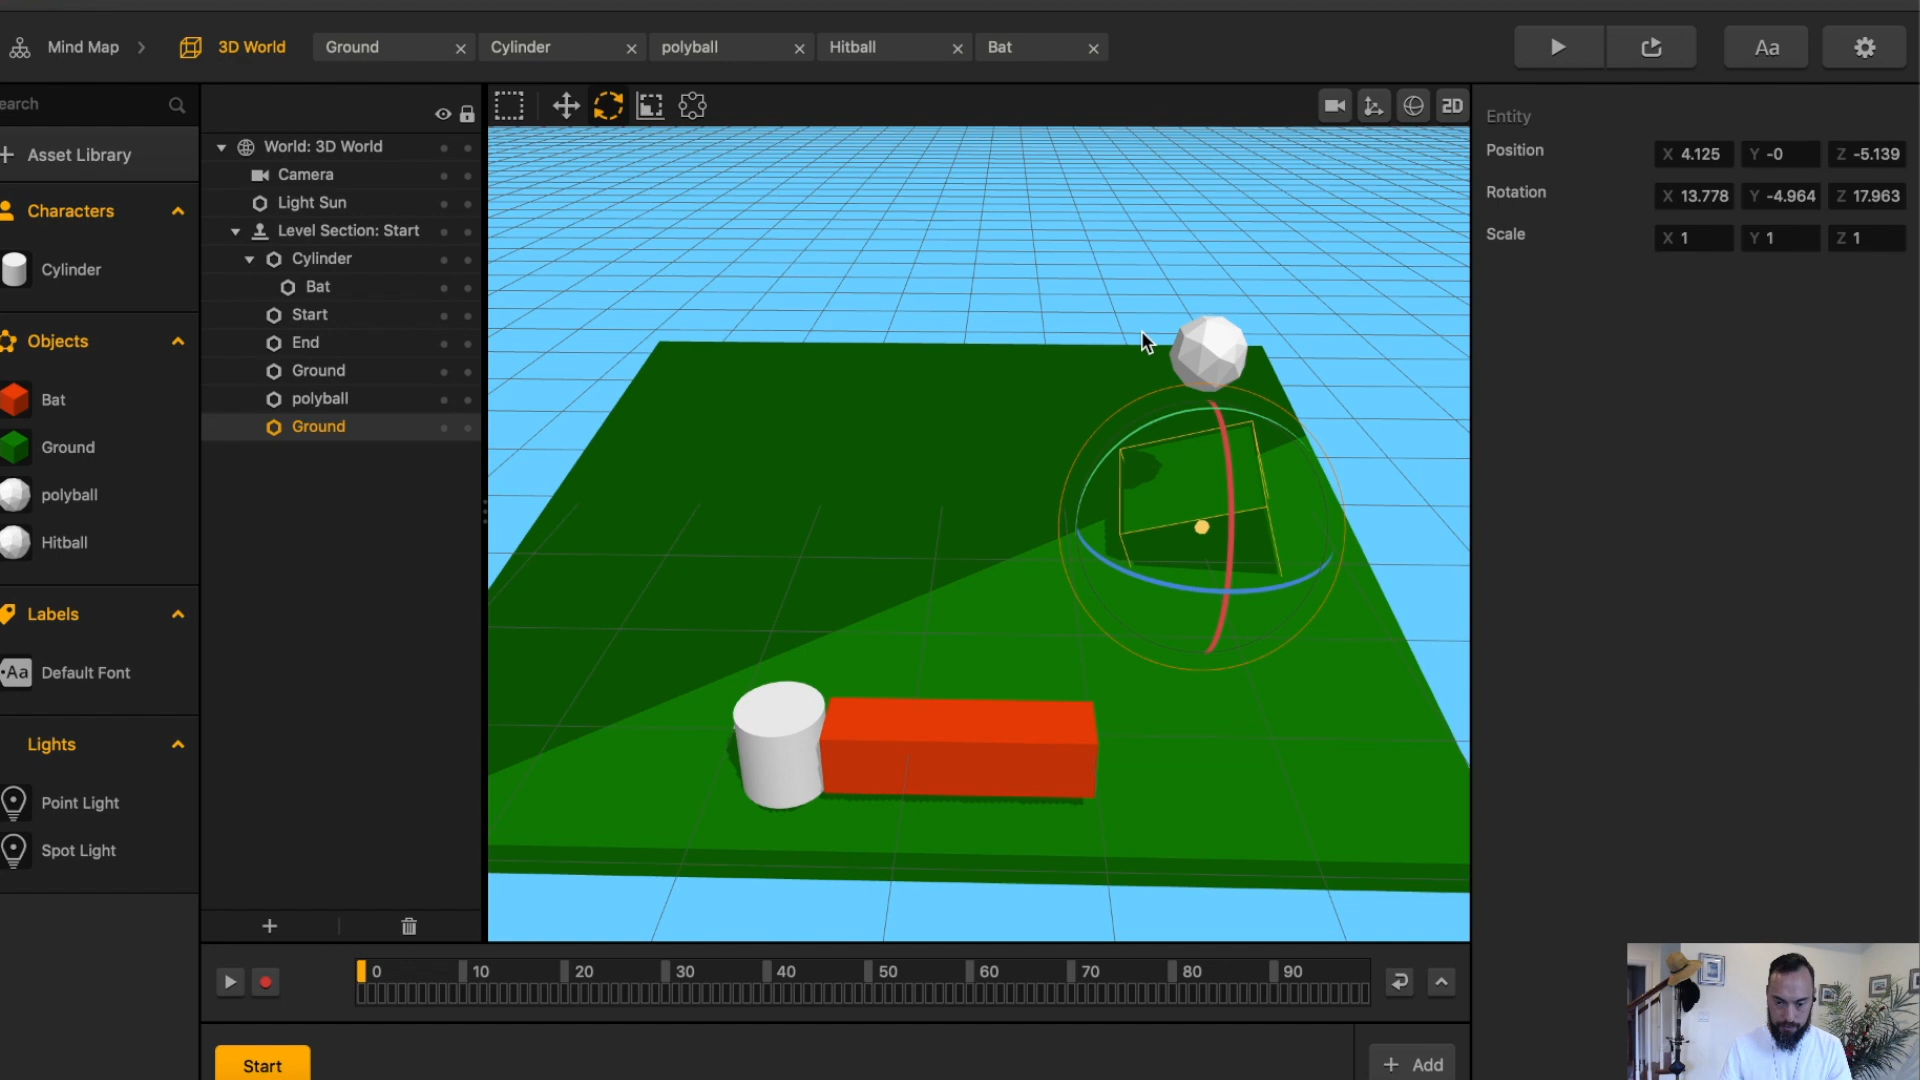 Mind Map
3D World
Ground
Cylinder
polyball
Hitball
Bat
Aa
earch
Asset Library
Characters
Cylinder
Objects
Bat
Ground
polyball
Hitball
Labels
Aa
Default Font
Lights
Point Light
Spot Light
World: 3D World
Camera
Light Sun
Level Section: Start
Cylinder
Bat
Start
End
Ground
polyball
Ground
2D
Entity
Position X 4.125 Y -0 Z -5.139
Rotation X 13.778 Y -4.964 Z 17.963
Scale X 1 Y 1 Z 1
0 10 20 30 40 50 60 70 80 90
Start
+ Add